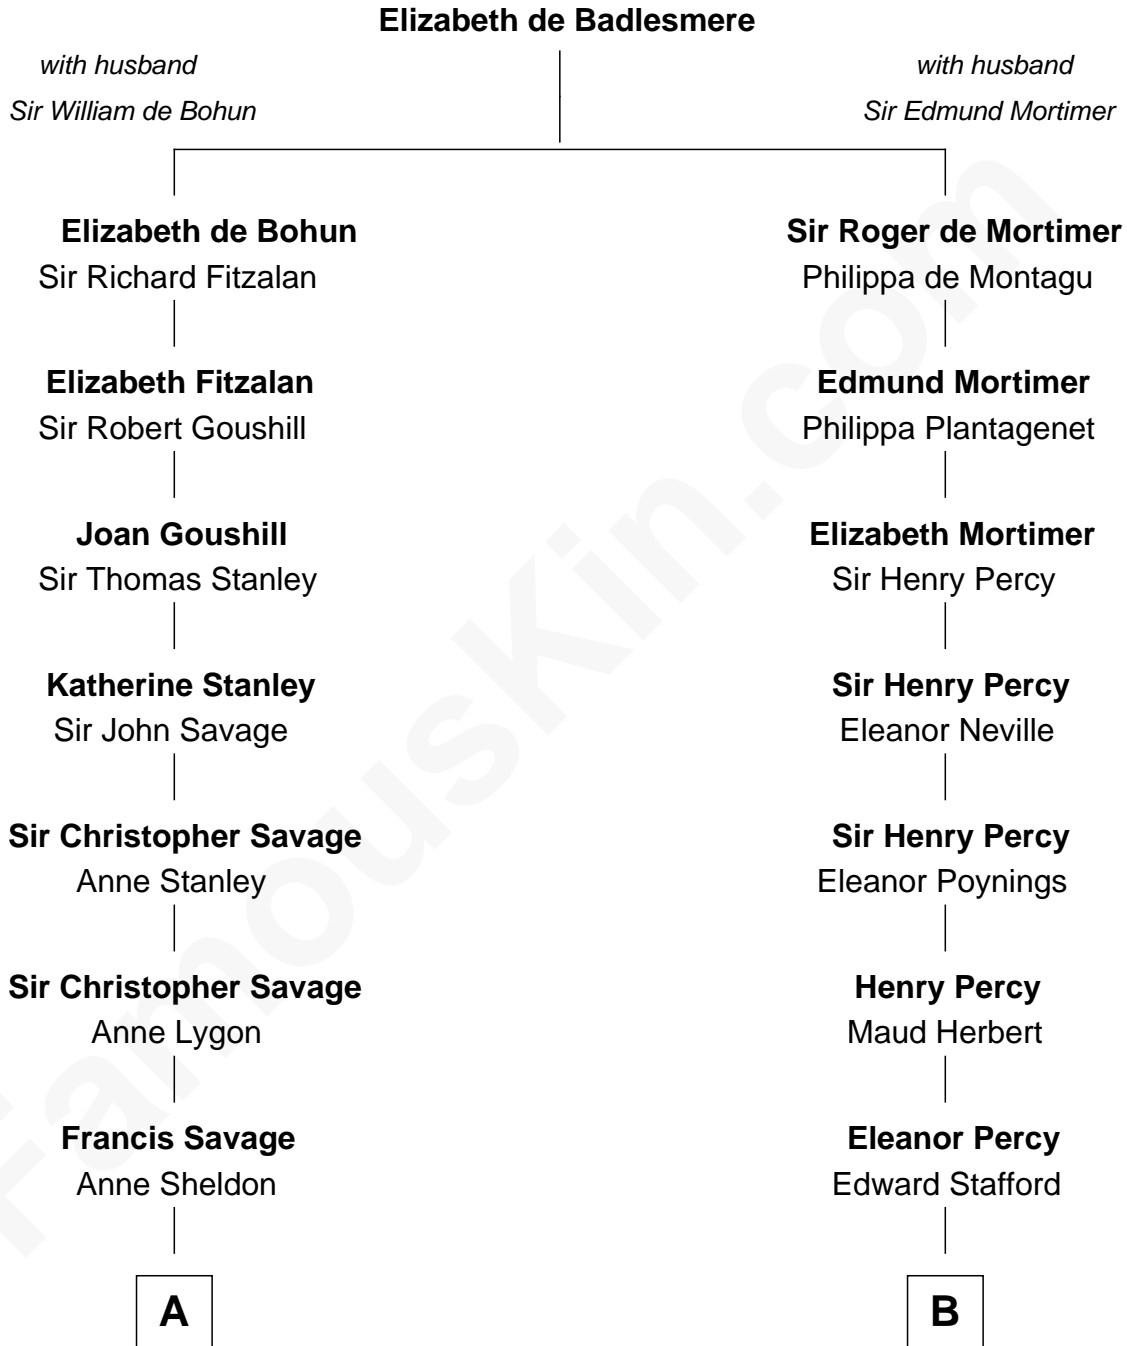 Elizabeth de Badlesmere
with husband
Sir William de Bohun
with husband
Sir Edmund Mortimer
Elizabeth de Bohun
Sir Richard Fitzalan
Sir Roger de Mortimer
Philippa de Montagu
Elizabeth Fitzalan
Sir Robert Goushill
Edmund Mortimer
Philippa Plantagenet
Joan Goushill
Sir Thomas Stanley
Elizabeth Mortimer
Sir Henry Percy
Katherine Stanley
Sir John Savage
Sir Henry Percy
Eleanor Neville
Sir Christopher Savage
Anne Stanley
Sir Henry Percy
Eleanor Poynings
Sir Christopher Savage
Anne Lygon
Henry Percy
Maud Herbert
Francis Savage
Anne Sheldon
Eleanor Percy
Edward Stafford
A
B
FamousKin.com